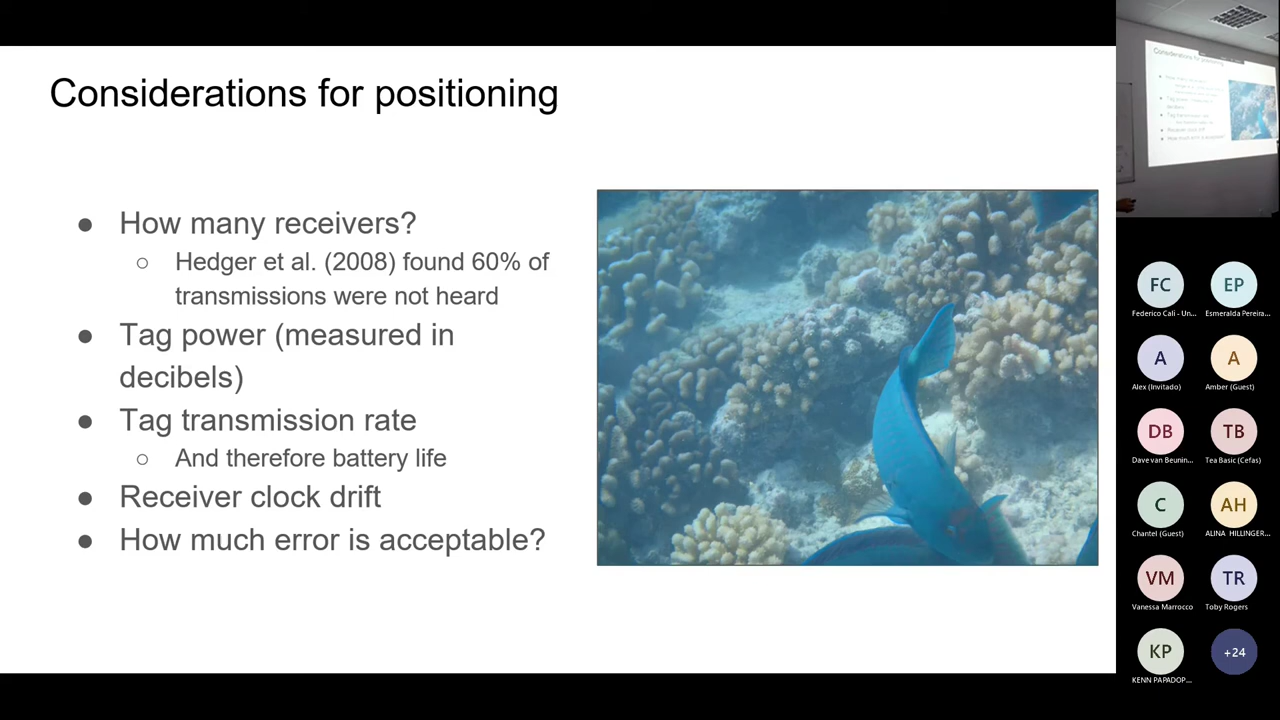 Considerations for positioning
● How many receivers?
○ Hedger et al. (2008) found 60% of
transmissions were not heard
● Tag power (measured in
decibels)
● Tag transmission rate
○ And therefore battery life
● Receiver clock drift
● How much error is acceptable?
Considerations for positioning
FC
Federico Cali - Un...
EP
Esmeralda Pereira...
A
Alex (Invitado)
A
Amber (Guest)
DB
Dave van Beunin...
TB
Tea Basic (Cefas)
C
Chantel (Guest)
AH
ALINA HILLINGER...
VM
Vanessa Marrocco
TR
Toby Rogers
KP
KENN PAPADOP...
+24